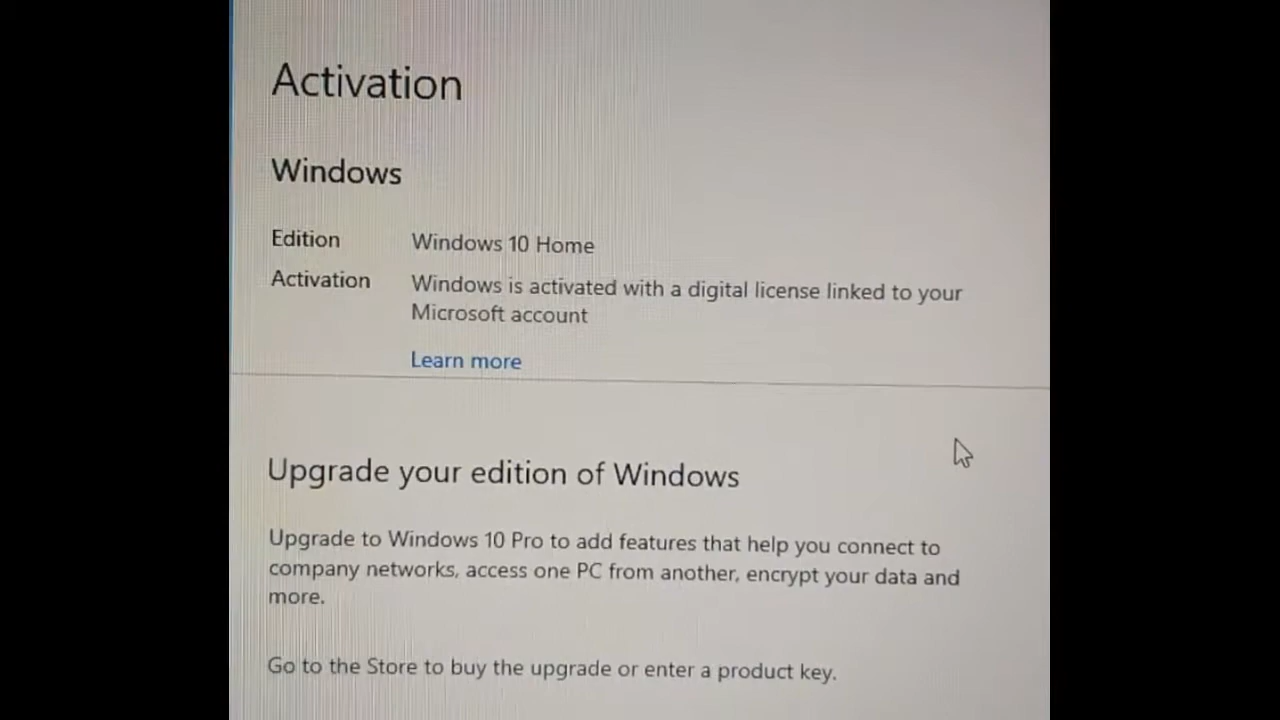 Activation
Windows
Edition Windows 10 Home
Activation Windows is activated with a digital license linked to your
Microsoft account
Learn more
Upgrade your edition of Windows
Upgrade to Windows 10 Pro to add features that help you connect to
company networks, access one PC from another, encrypt your data and
more.
Go to the Store to buy the upgrade or enter a product key.